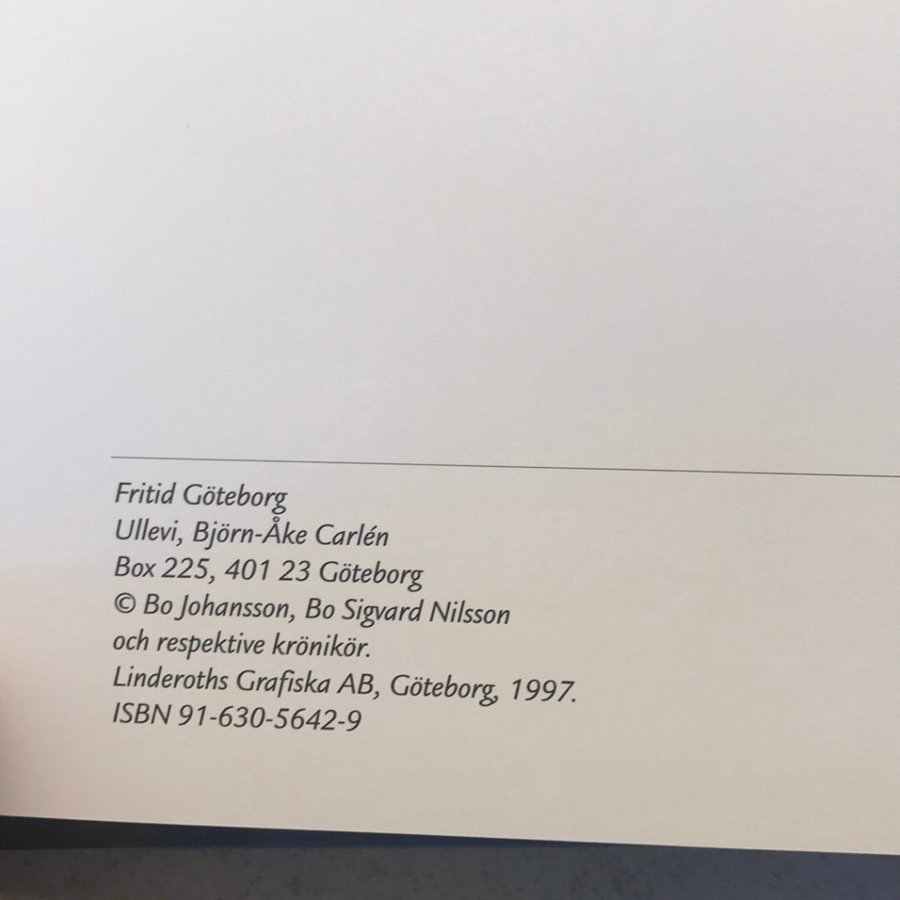 Fritid Göteborg
Ullevi, Björn-Åke Carlén
Box 225, 401 23 Göteborg
© Bo Johansson, Bo Sigvard Nilsson
och respektive krönikör.
Linderoths Grafiska AB, Göteborg, 1997.
ISBN 91-630-5642-9